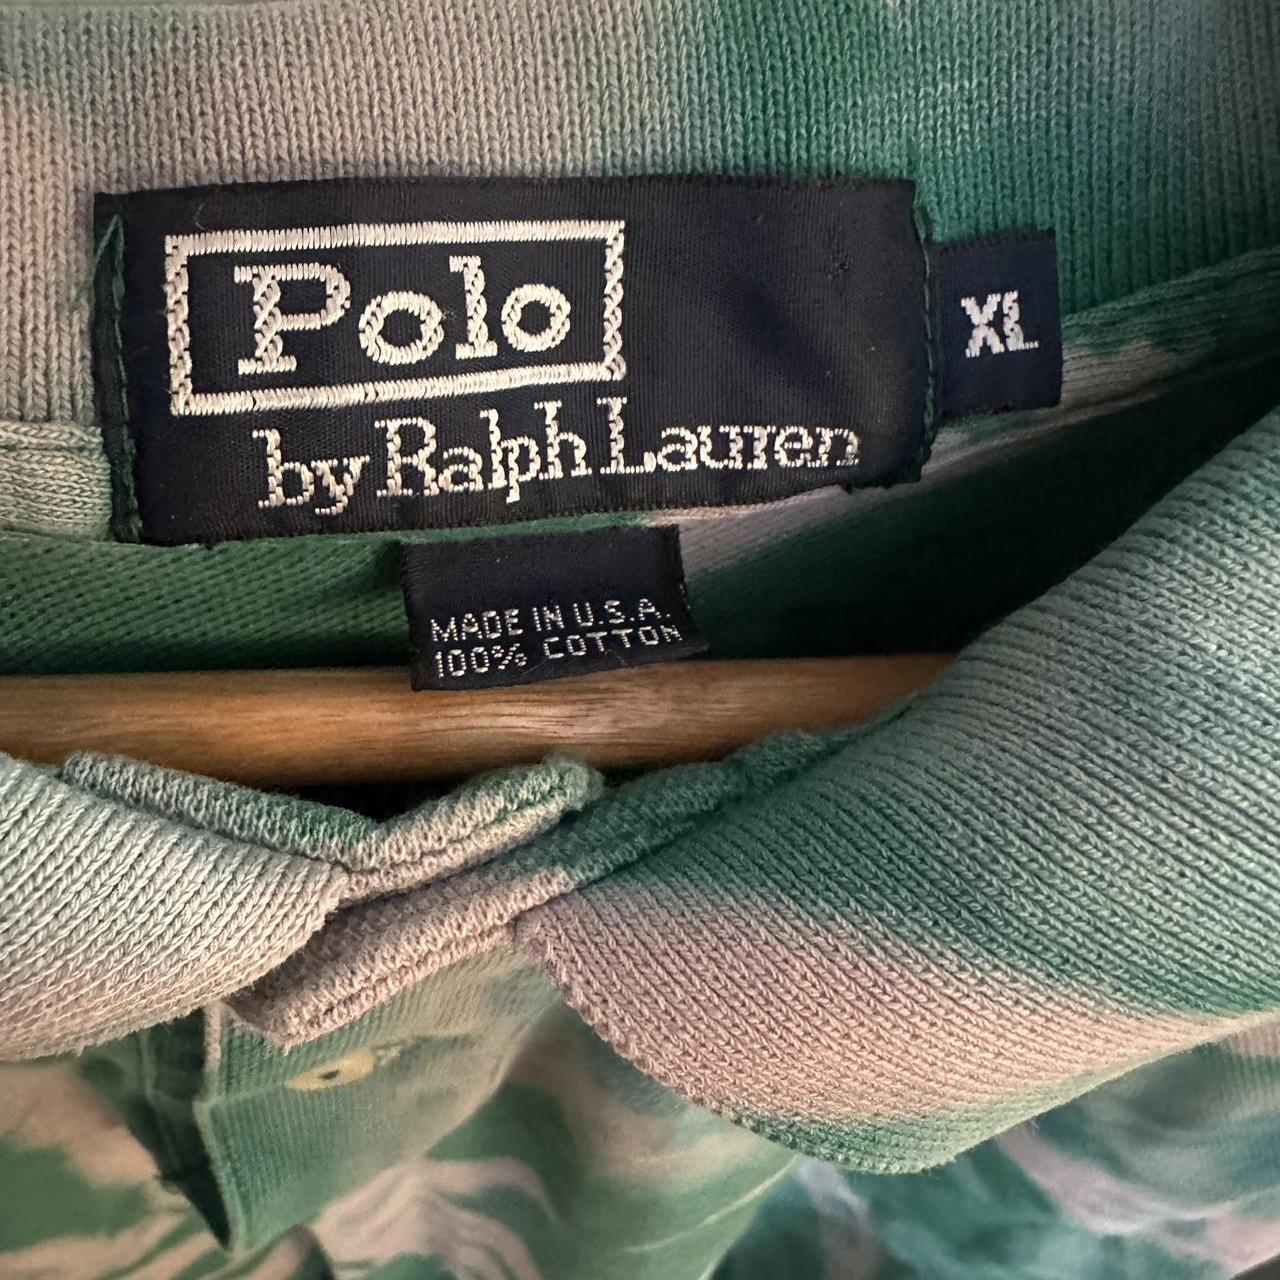 Polo
by Ralph Lauren
XL
MADE IN U.S.A.
100% COTTON